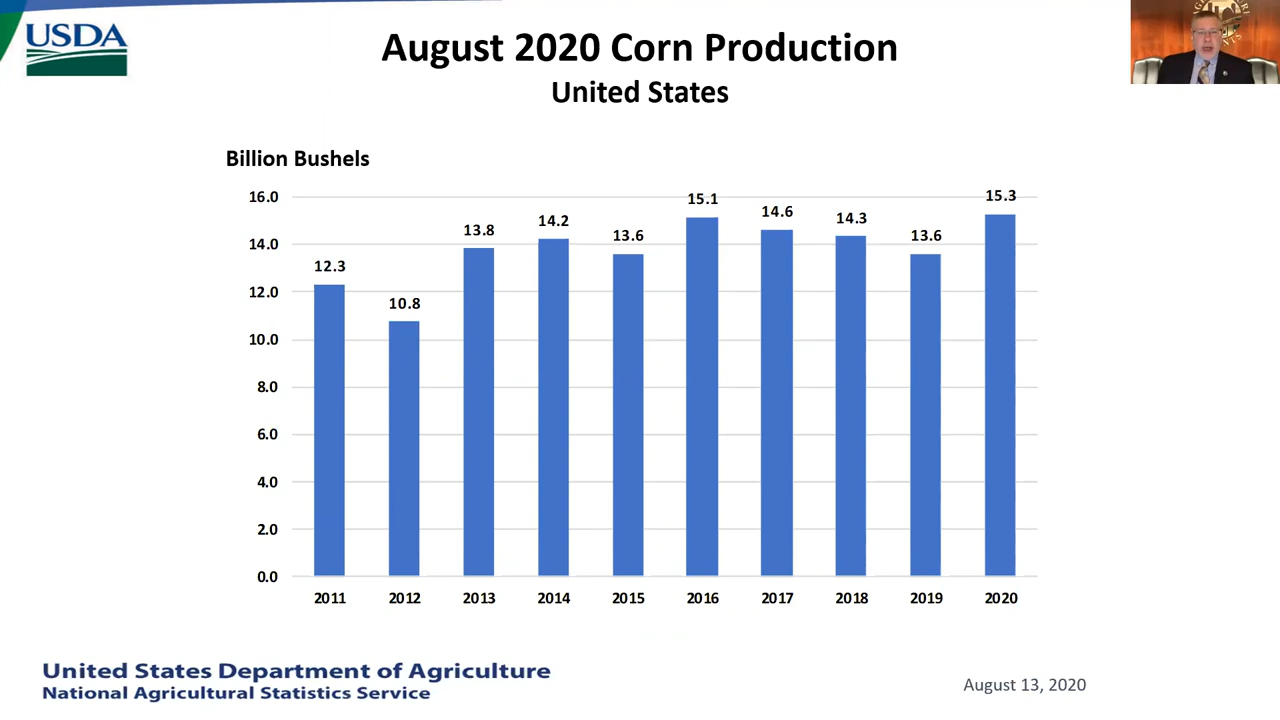 USDA
August 2020 Corn Production
United States
Billion Bushels
16.0
14.0
12.0
10.0
8.0
6.0
4.0
2.0
0.0
12.3
10.8
13.8
14.2
13.6
15.1
14.6
14.3
13.6
15.3
2011 2012 2013 2014 2015 2016 2017 2018 2019 2020
United States Department of Agriculture
National Agricultural Statistics Service
August 13, 2020